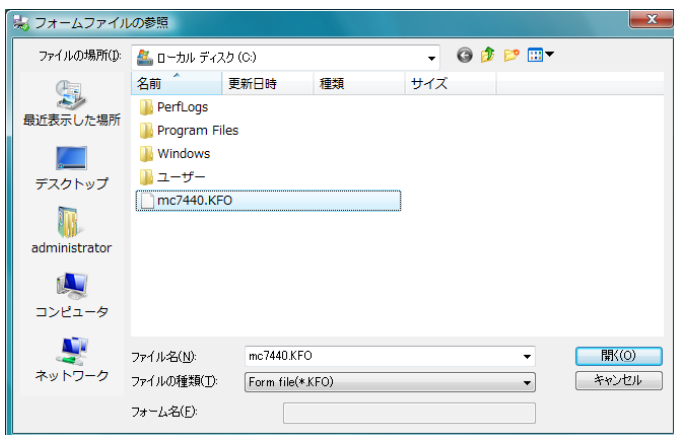 フォームファイルの参照
ファイルの場所(I):
ローカル ディスク (C:)
名前 更新日時 種類 サイズ
最近表示した場所
デスクトップ
administrator
コンピュータ
ネットワーク
PerfLogs
Program Files
Windows
ユーザー
mc7440.KFO
ファイル名(N): mc7440.KFO 開く(O)
ファイルの種類(T): Form file(*.KFO) キャンセル
フォーム名(F):